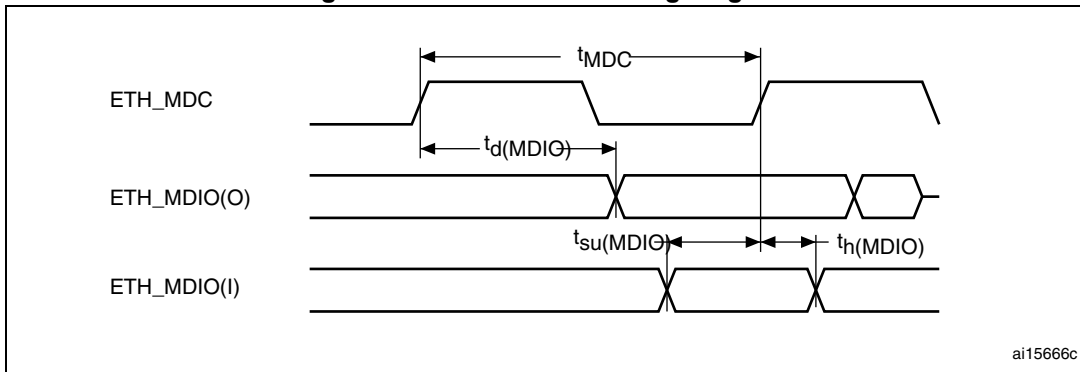 tMDC
ETH_MDC
td(MDIO)
ETH_MDIO(O)
tsu(MDIO)
th(MDIO)
ETH_MDIO(I)
ai15666c